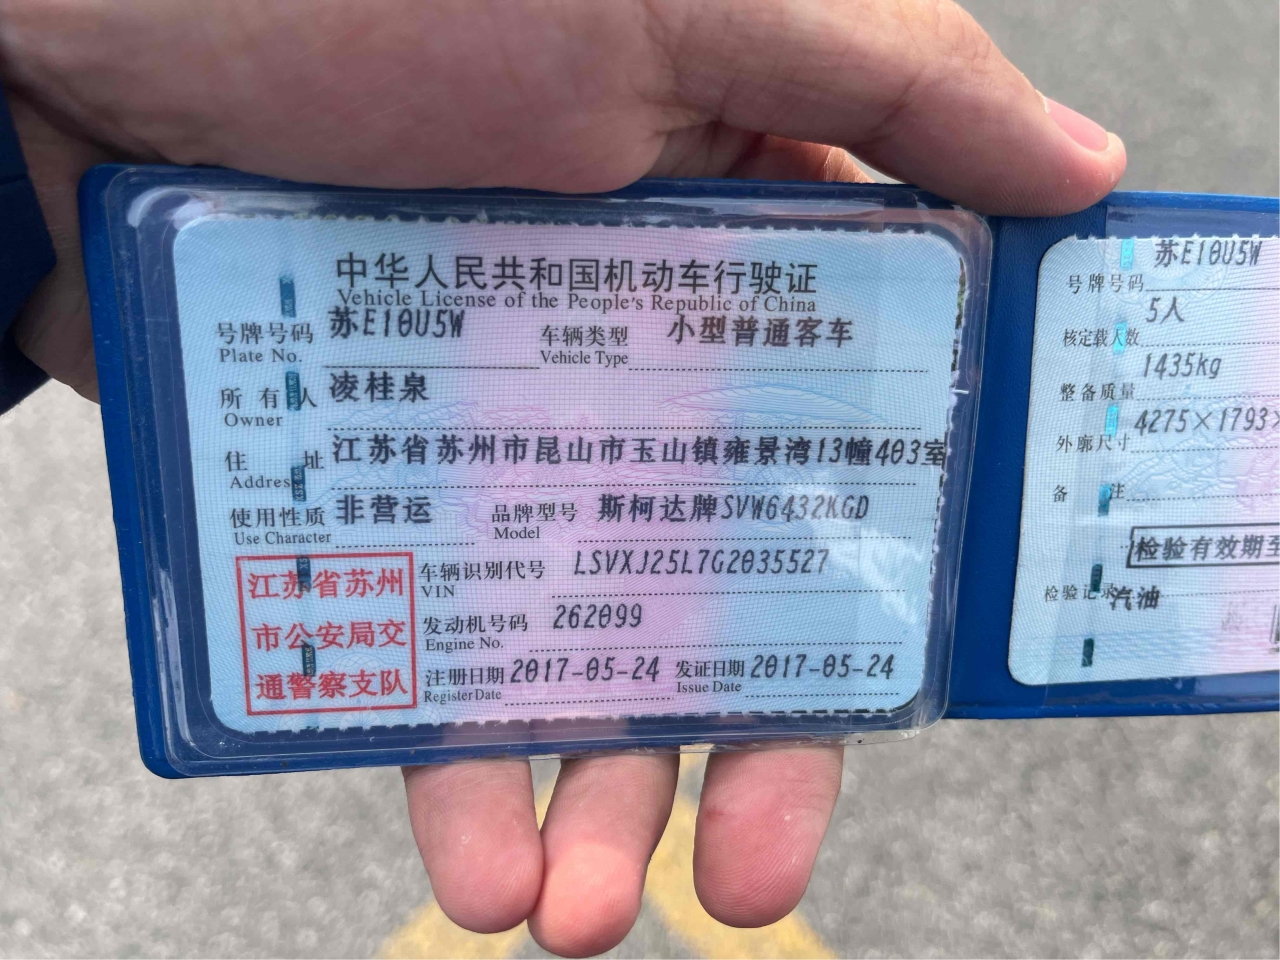 中华人民共和国机动车行驶证
Vehicle License of the People's Republic of China
号牌号码 苏E10U5W 车辆类型 小型普通客车
Plate No. Vehicle Type
所有人 凌桂泉
Owner
住址 江苏省苏州市昆山市玉山镇雍景湾13幢403室
Address
使用性质 非营运 品牌型号 斯柯达牌SVW6432KGD
Use Character Model
车辆识别代号 LSVXJ25L7G2035527
VIN
发动机号码 262099
Engine No.
注册日期 2017-05-24 发证日期 2017-05-24
Register Date Issue Date
江苏省苏州
市公安局交
通警察支队
号牌号码 苏E10U5W
核定载人数 5人
整备质量 1435kg
外廓尺寸 4275×1793×
备注
检验有效期至
检验记录 汽油